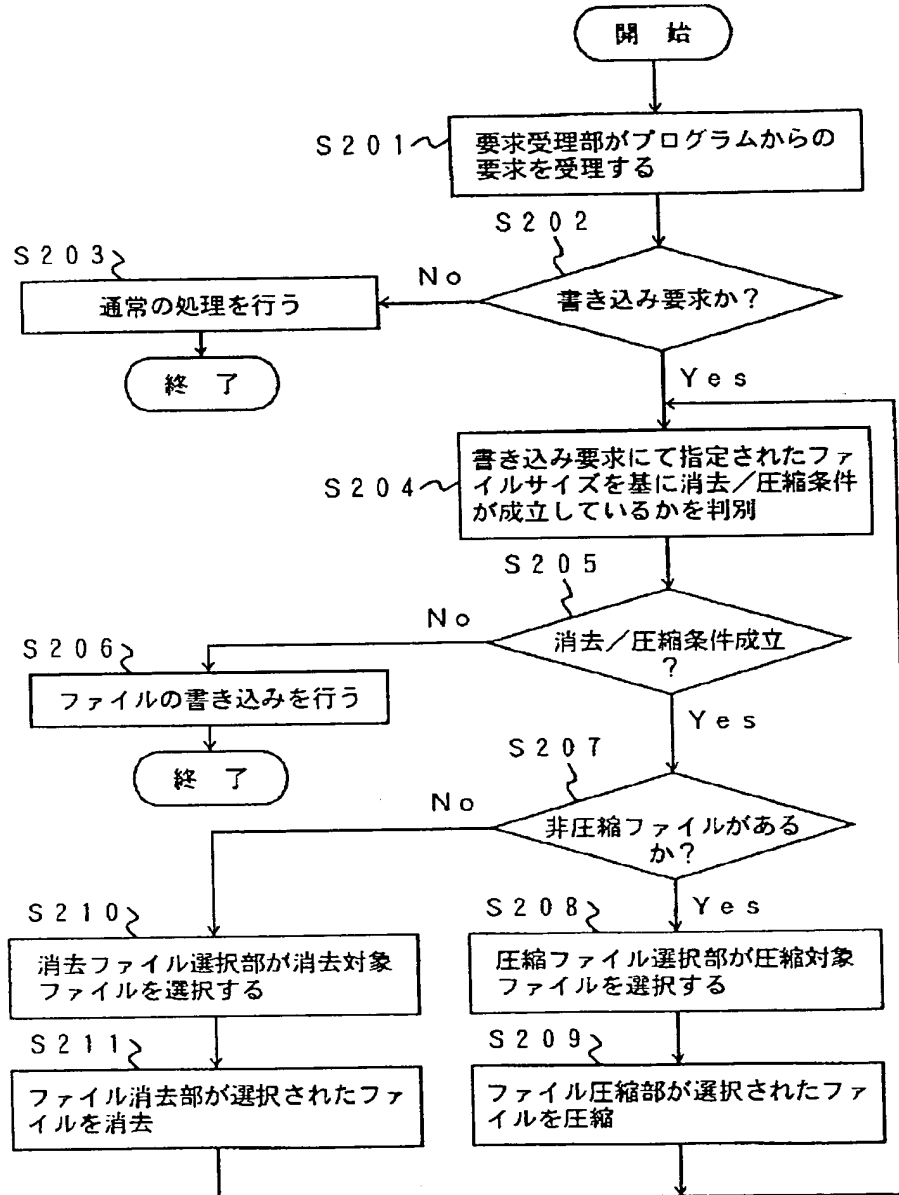 開 始
S201
要求受理部がプログラムからの
要求を受理する
S202
書き込み要求か？
No
S203
通常の処理を行う
終 了
Yes
S204
書き込み要求にて指定されたファ
イルサイズを基に消去／圧縮条件
が成立しているかを判別
S205
消去／圧縮条件成立
？
No
S206
ファイルの書き込みを行う
終 了
Yes
S207
非圧縮ファイルがある
か？
No
Yes
S210
消去ファイル選択部が消去対象
ファイルを選択する
S208
圧縮ファイル選択部が圧縮対象
ファイルを選択する
S211
ファイル消去部が選択されたファ
イルを消去
S209
ファイル圧縮部が選択されたファ
イルを圧縮